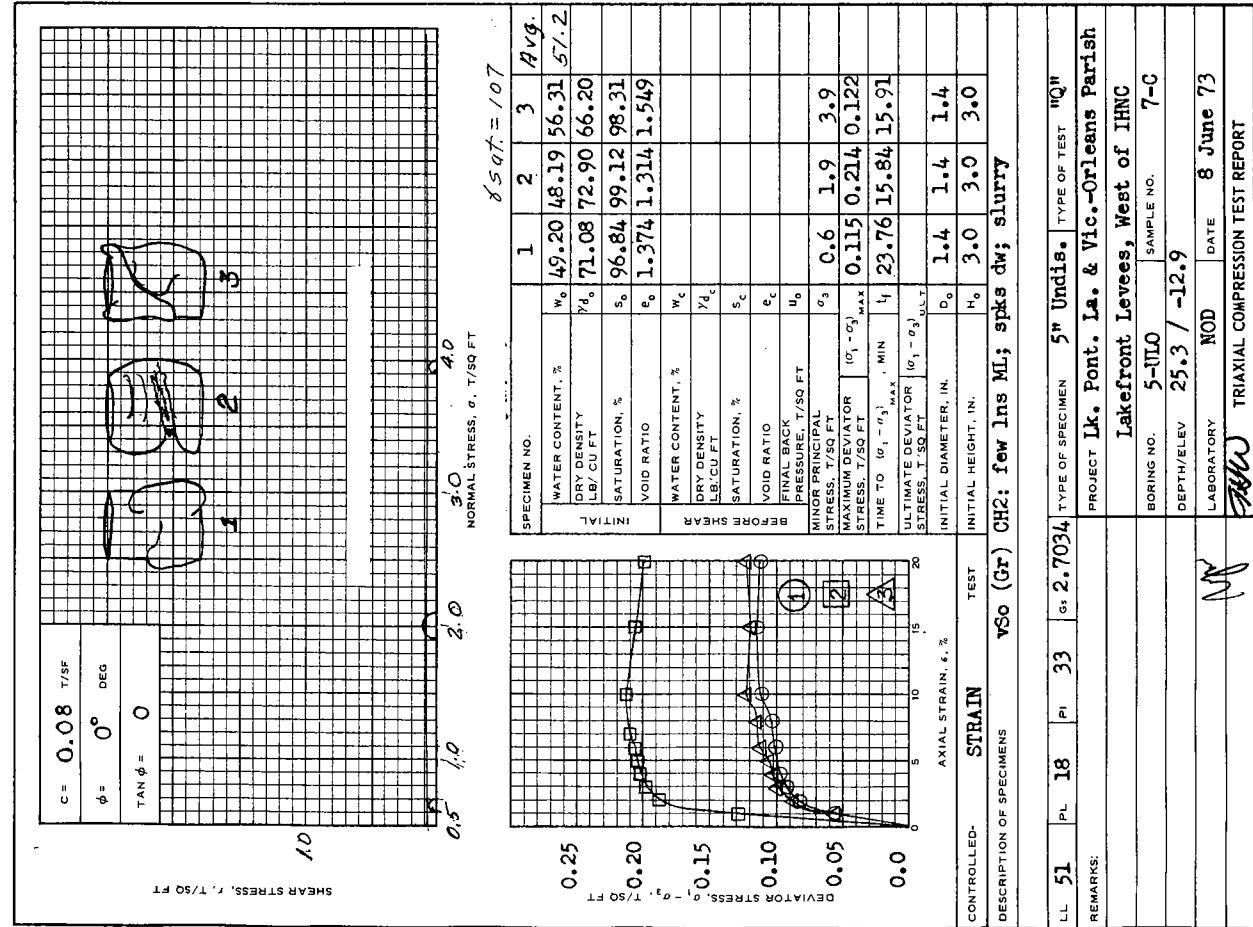 C = 0.08 T/SF
φ = 0° DEG
TAN φ = 0
SHEAR STRESS, τ, T/SQ FT
1.0
1 2 3
0.5 1.0 2.0 3.0 4.0
NORMAL STRESS, σ, T/SQ FT
γsat. = 107
SPECIMEN NO. 1 2 3 Avg.
INITIAL
WATER CONTENT, % w₀ 49.20 48.19 56.31 51.2
DRY DENSITY LB/ CU FT γd₀ 71.08 72.90 66.20
SATURATION, % S₀ 96.84 99.12 98.31
VOID RATIO e₀ 1.374 1.314 1.549
BEFORE SHEAR
WATER CONTENT, % w_c
DRY DENSITY LB/CU FT γd_c
SATURATION, % S_c
VOID RATIO e_c
FINAL BACK PRESSURE, T/SQ FT u₀
MINOR PRINCIPAL STRESS, T/SQ FT σ₃ 0.6 1.9 3.9
MAXIMUM DEVIATOR STRESS, T/SQ FT (σ₁ - σ₃) MAX 0.115 0.214 0.122
TIME TO (σ₁ - σ₃) MAX , MIN t_f 23.76 15.84 15.91
ULTIMATE DEVIATOR STRESS, T/SQ FT (σ₁ - σ₃) ULT
INITIAL DIAMETER, IN. D₀ 1.4 1.4 1.4
INITIAL HEIGHT, IN. H₀ 3.0 3.0 3.0
DEVIATOR STRESS, σ₁ - σ₃, T/SQ FT
0.25
0.20
0.15
0.10
0.05
0.0
1
2
3
0 5 10 15 20
AXIAL STRAIN, ε, %
CONTROLLED- STRAIN TEST
DESCRIPTION OF SPECIMENS vSo (Gr) CH2: few lns ML; spks dw; slurry
LL 51 PL 18 PI 33 Gs 2.7034 TYPE OF SPECIMEN 5" Undis. TYPE OF TEST "Q"
REMARKS:
PROJECT Lk. Pont. La. & Vic.-Orleans Parish
Lakefront Levees, West of IHNC
BORING NO. 5-ULO SAMPLE NO. 7-C
DEPTH/ELEV 25.3 / -12.9
LABORATORY NOD DATE 8 June 73
TRIAXIAL COMPRESSION TEST REPORT